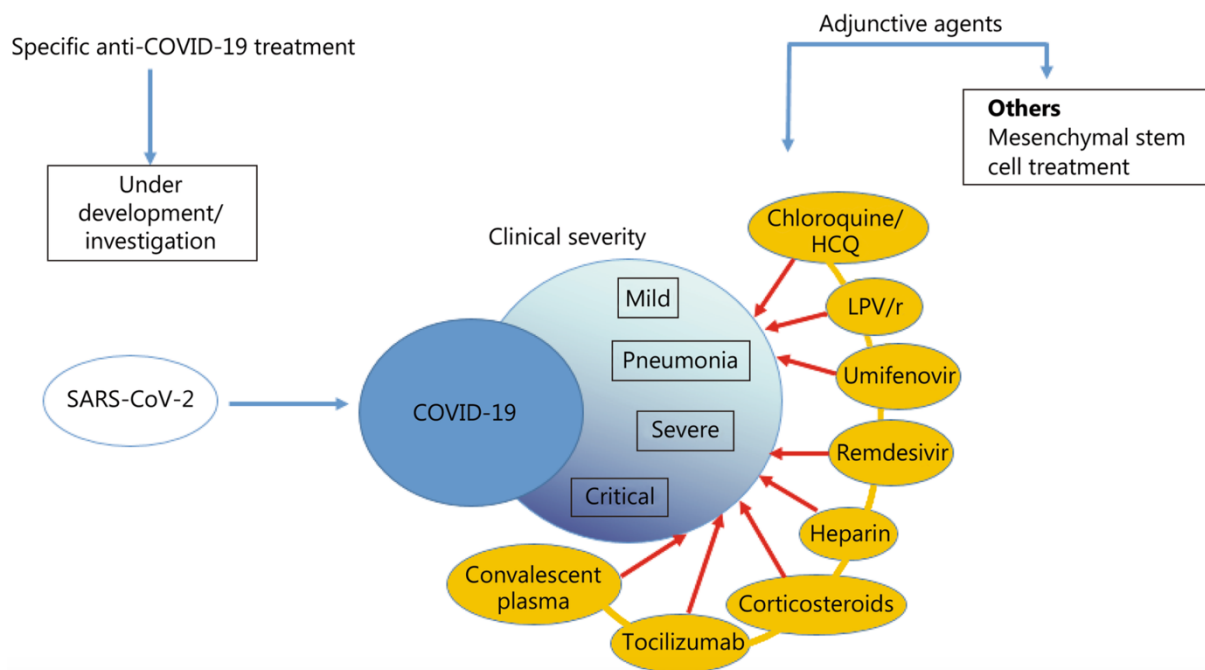 Specific anti-COVID-19 treatment
Under
development/
investigation
SARS-CoV-2
COVID-19
Clinical severity
Mild
Pneumonia
Severe
Critical
Adjunctive agents
Others
Mesenchymal stem
cell treatment
Chloroquine/
HCQ
LPV/r
Umifenovir
Remdesivir
Heparin
Corticosteroids
Tocilizumab
Convalescent
plasma